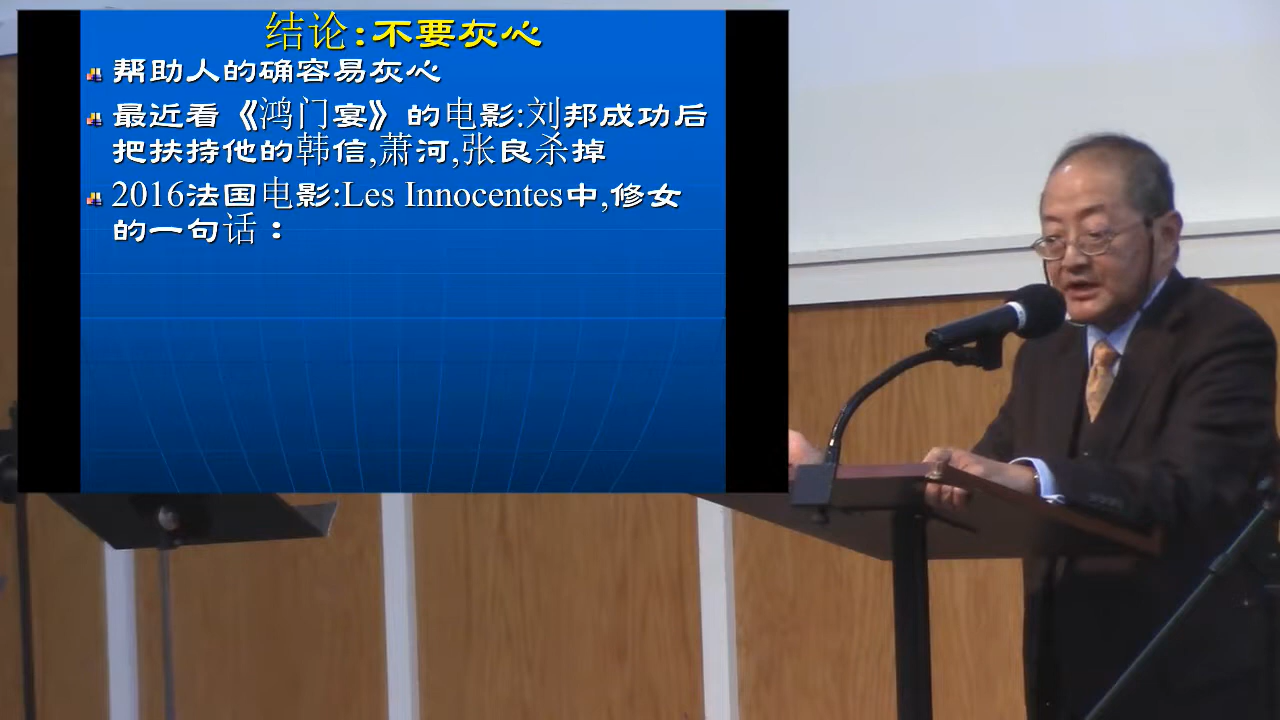 结论:不要灰心
帮助人的确容易灰心
最近看《鸿门宴》的电影:刘邦成功后
把扶持他的韩信,萧河,张良杀掉
2016法国电影:Les Innocentes中,修女
的一句话：